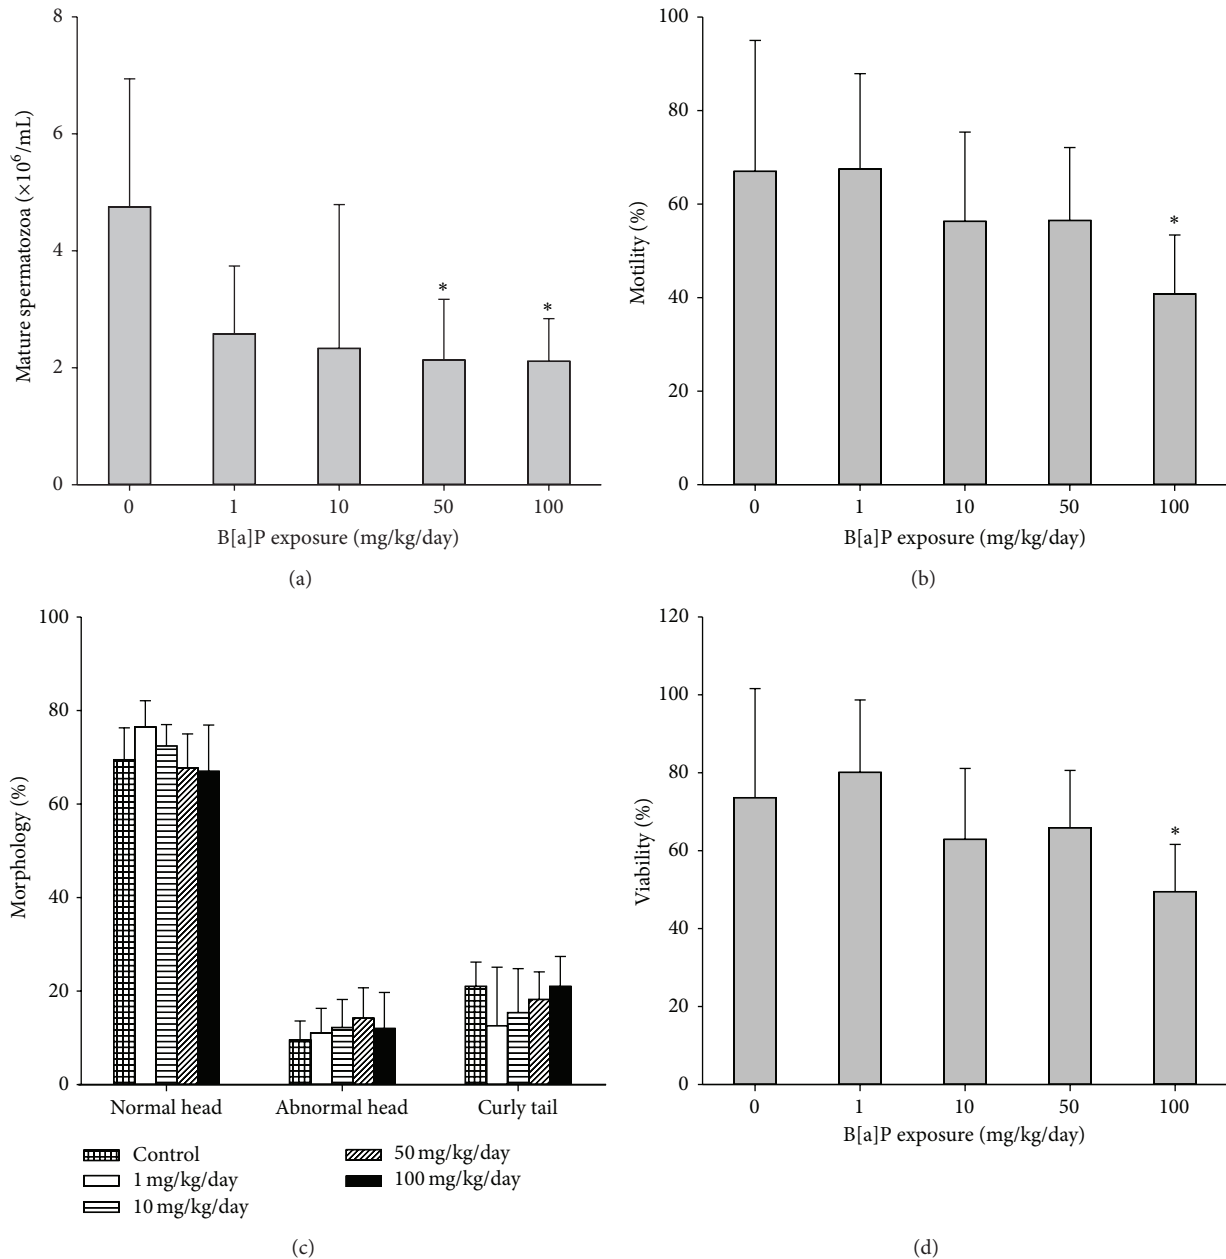 8
6
4
2
0
Mature spermatozoa (×10⁶/mL)
*
*
0 1 10 50 100
B[a]P exposure (mg/kg/day)
(a)
100
80
60
40
20
0
Motility (%)
*
0 1 10 50 100
B[a]P exposure (mg/kg/day)
(b)
100
80
60
40
20
0
Morphology (%)
Normal head Abnormal head Curly tail
Control
1 mg/kg/day
10 mg/kg/day
50 mg/kg/day
100 mg/kg/day
(c)
120
100
80
60
40
20
0
Viability (%)
*
0 1 10 50 100
B[a]P exposure (mg/kg/day)
(d)